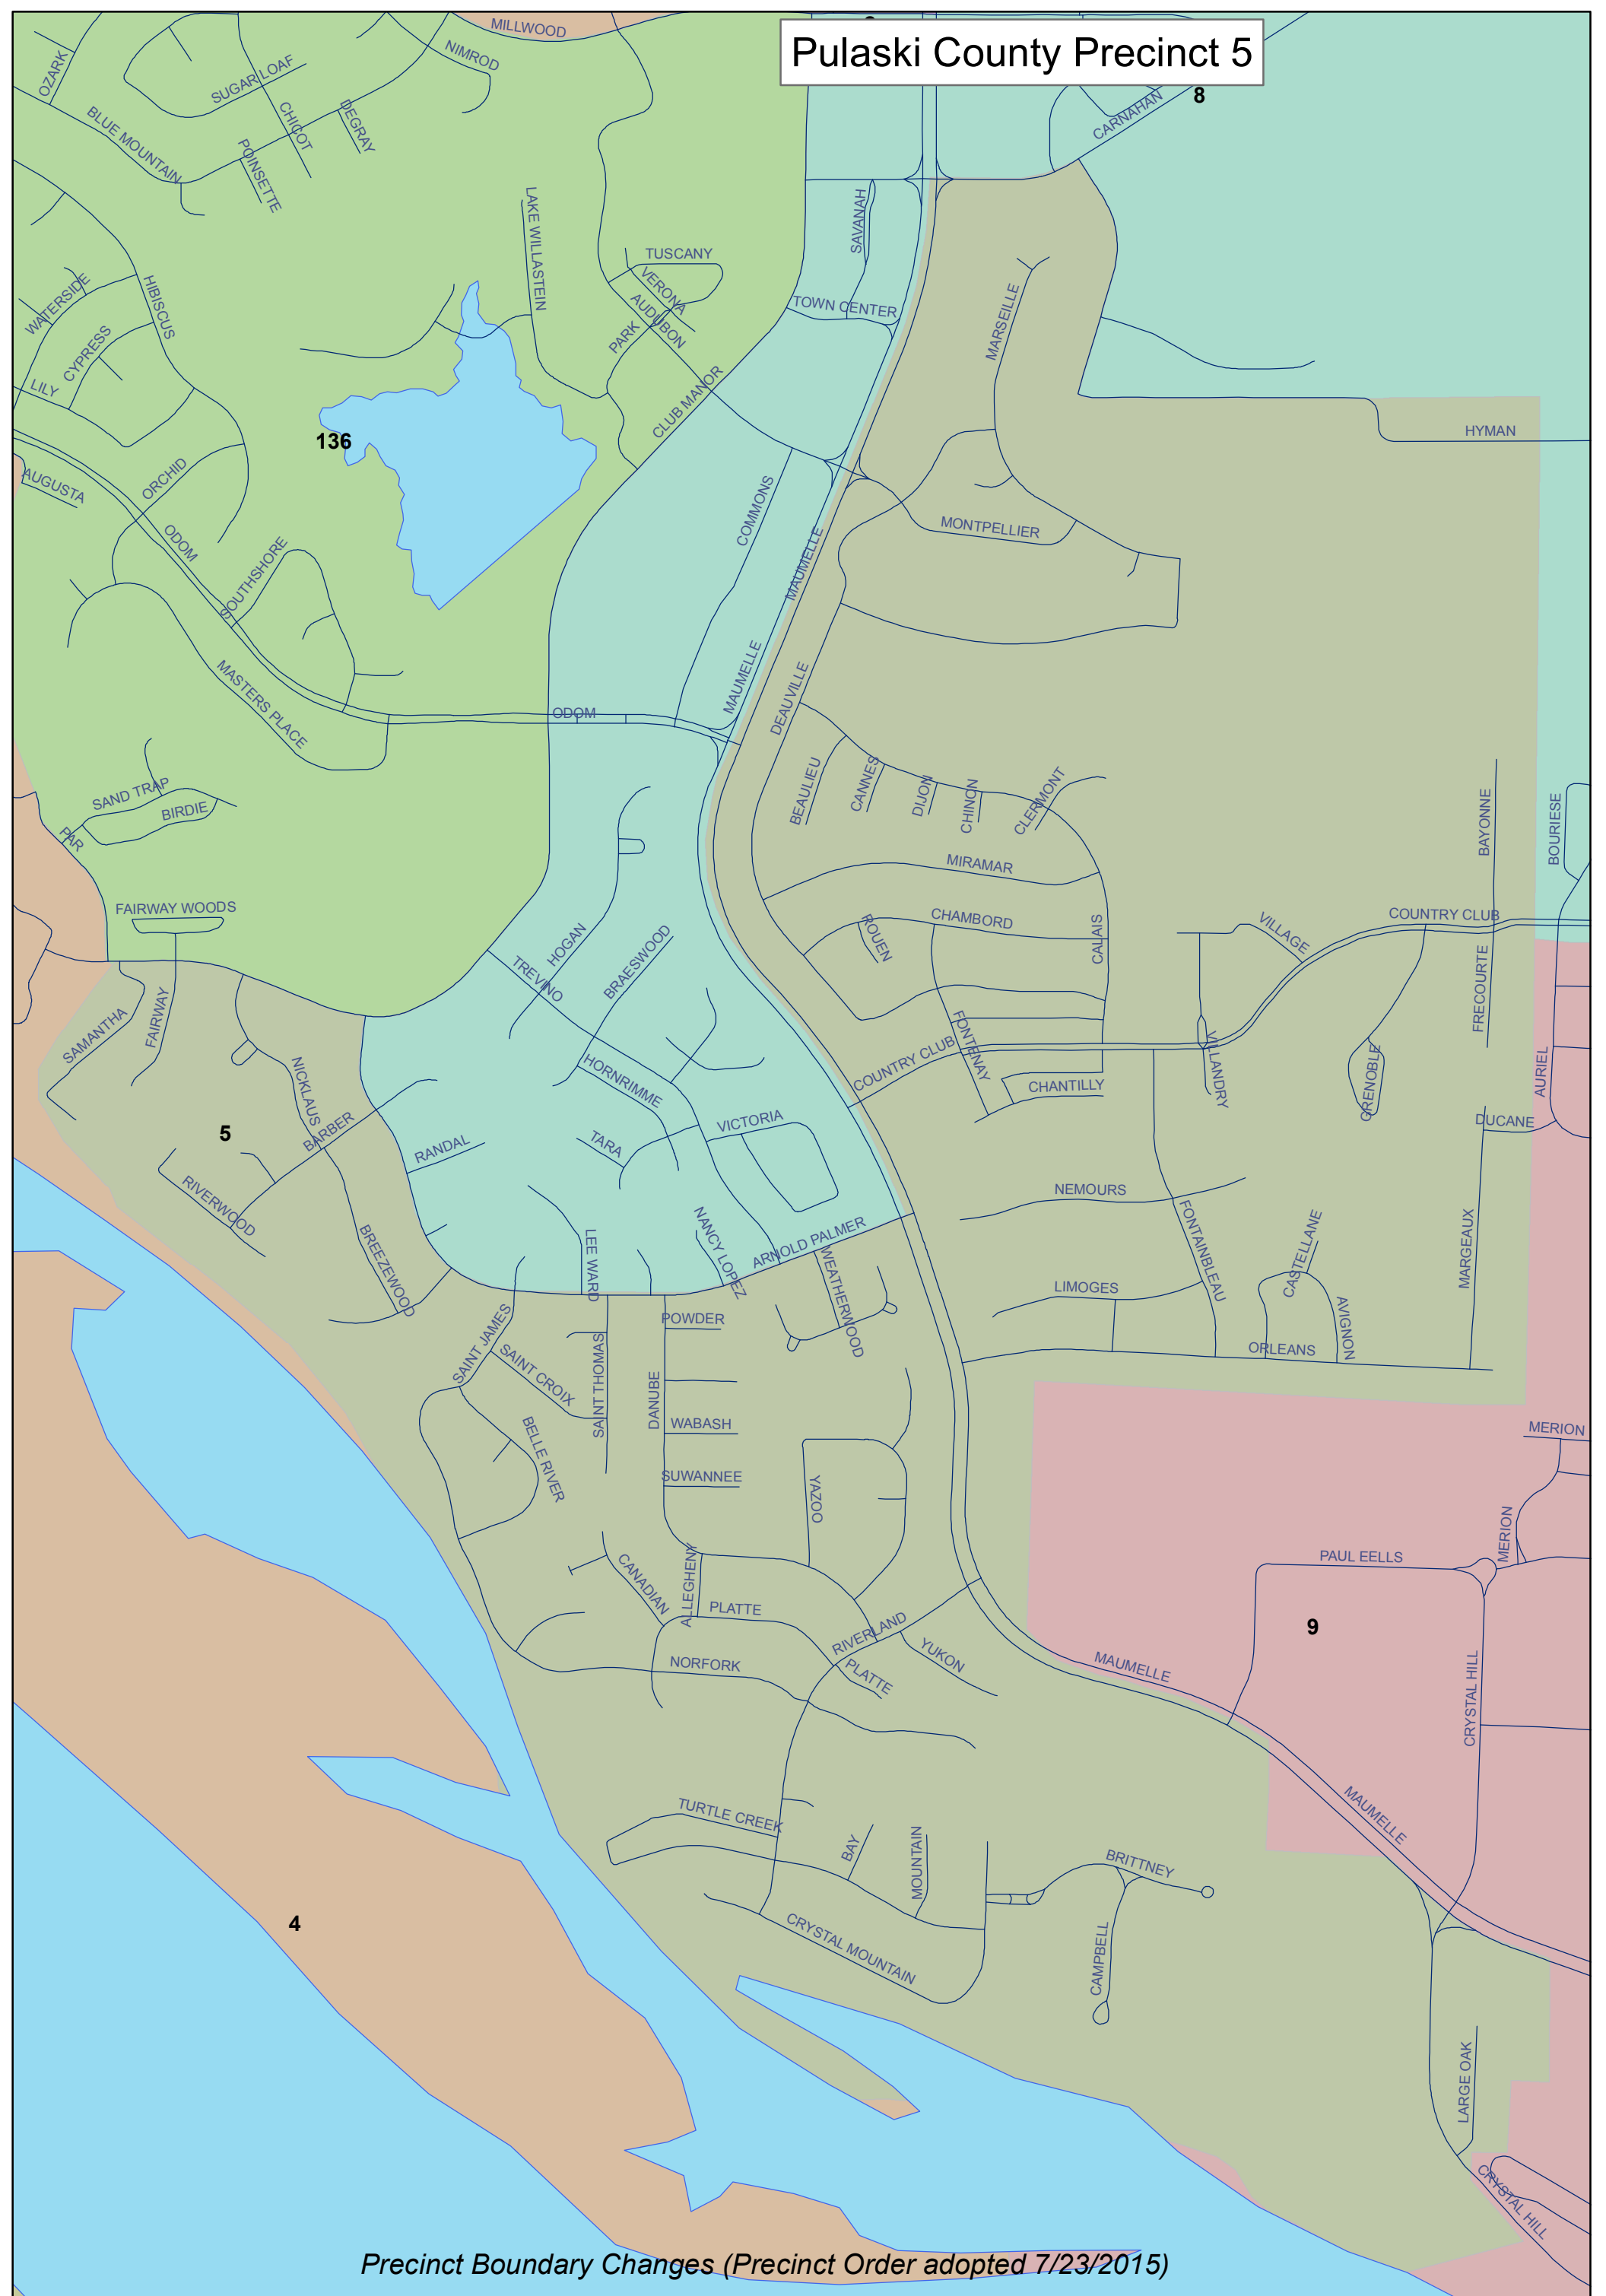 Pulaski County Precinct 5
MILLWOOD
NIMROD
OZARK
SUGAR LOAF
CHICOT
DEGRAY
BLUE MOUNTAIN
POINSETTE
8
CARNAHAN
LAKE WILLASTEIN
SAVANAH
TUSCANY
VERONA
AUDUBON
PARK
TOWN CENTER
MARSEILLE
HIBISCUS
WATERSIDE
CYPRESS
LILY
CLUB MANOR
136
HYMAN
AUGUSTA
ORCHID
ODOM
SOUTHSHORE
COMMONS
MAUMELLE
MONTPELLIER
MASTERS PLACE
MAUMELLE
DEAUVILLE
ODOM
BEAULIEU
CANNES
DIJON
CHINON
CLERMONT
SAND TRAP
BIRDIE
PAR
BAYONNE
BOURIESE
MIRAMAR
FAIRWAY WOODS
CHAMBORD
ROUEN
CALAIS
VILLAGE
COUNTRY CLUB
HOGAN
TREVINO
BRAESWOOD
SAMANTHA
FAIRWAY
FRECOURTE
NICKLAUS
HORNRIMME
COUNTRY CLUB
FONTENAY
CHANTILLY
VILLANDRY
GRENOBLE
AURIEL
DUCANE
5
BARBER
RANDAL
TARA
VICTORIA
RIVERWOOD
NEMOURS
FONTAINBLEAU
CASTELLANE
MARGEAUX
BREEZEWOOD
LEE WARD
NANCY LOPEZ
ARNOLD PALMER
WEATHERWOOD
LIMOGES
AVIGNON
ORLEANS
POWDER
SAINT JAMES
SAINT CROIX
SAINT THOMAS
DANUBE
WABASH
BELLE RIVER
SUWANNEE
YAZOO
MERION
MERION
PAUL EELLS
CANADIAN
ALLEGHENY
PLATTE
RIVERLAND
YUKON
PLATTE
NORFORK
9
MAUMELLE
CRYSTAL HILL
MAUMELLE
TURTLE CREEK
BAY
MOUNTAIN
BRITTNEY
4
CRYSTAL MOUNTAIN
CAMPBELL
LARGE OAK
CRYSTAL HILL
Precinct Boundary Changes (Precinct Order adopted 7/23/2015)